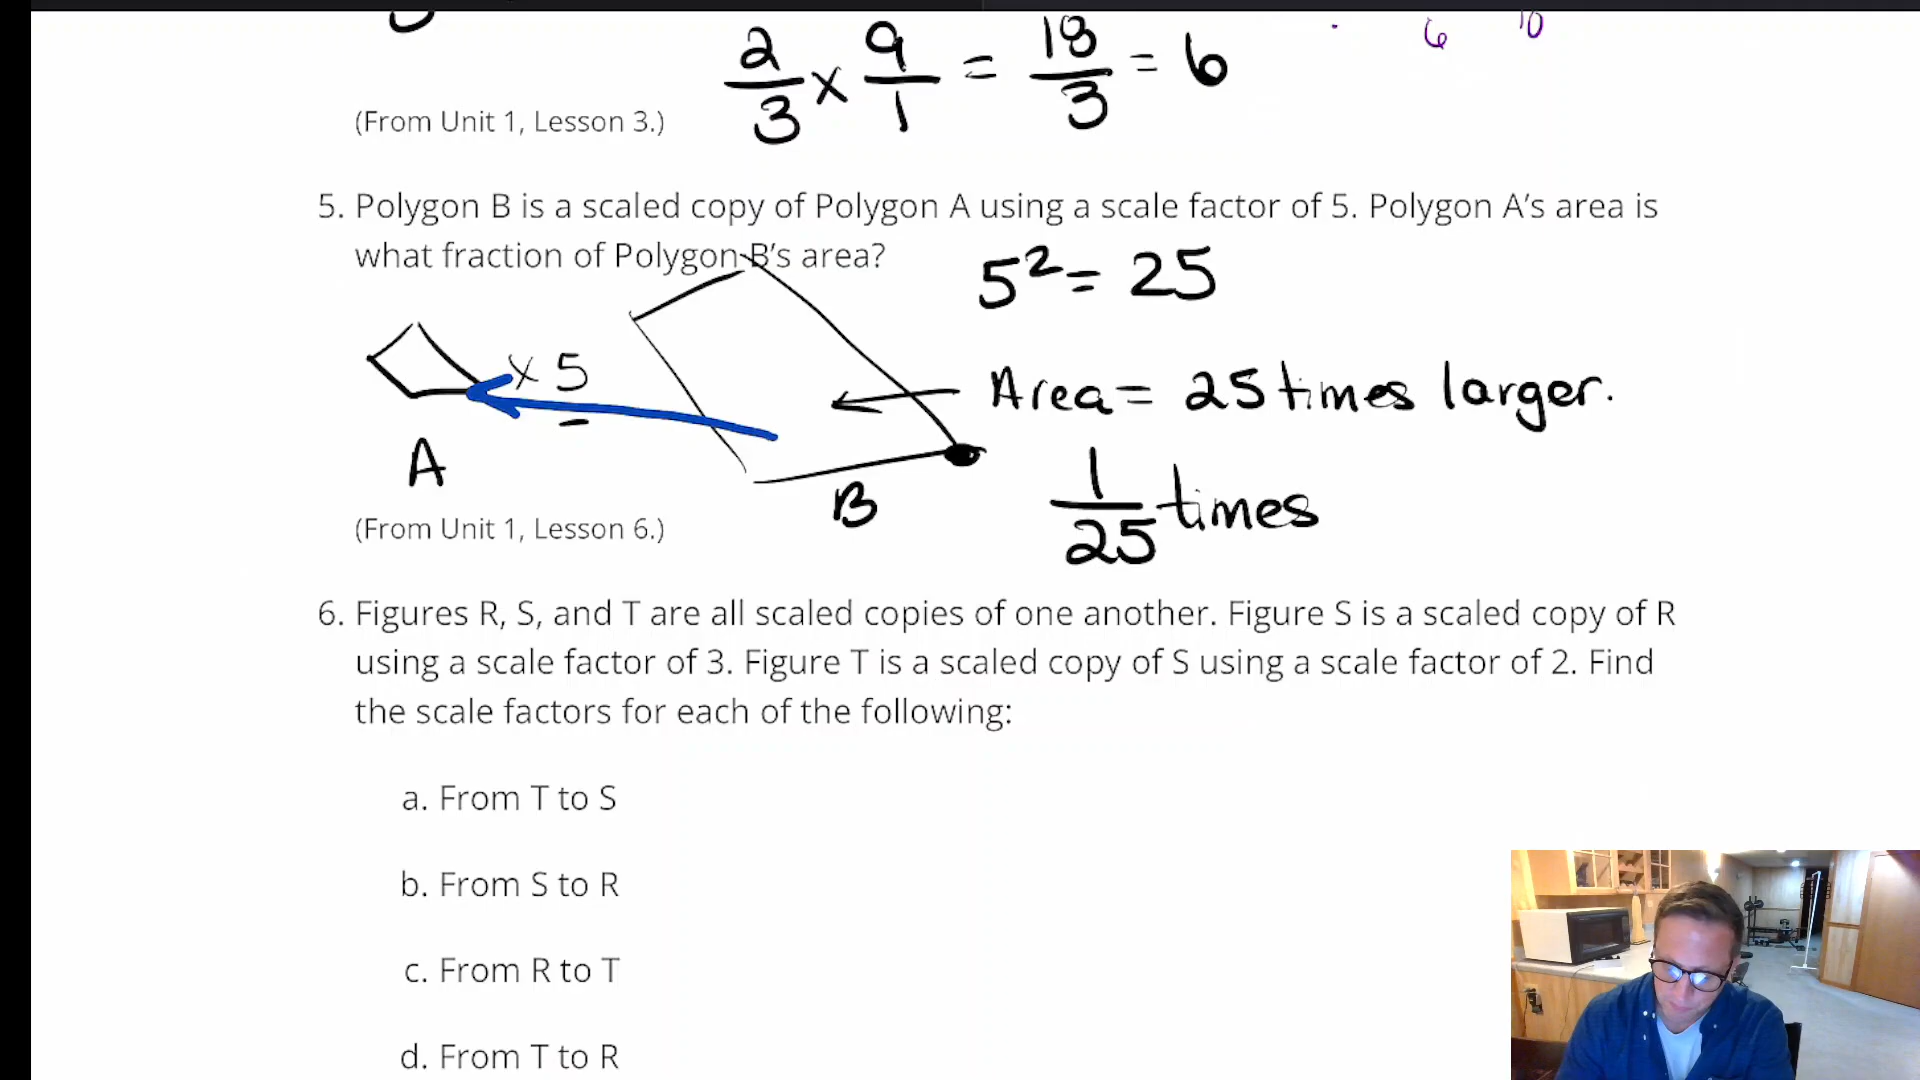 2/3 x 9/1 = 18/3 = 6
6 10
(From Unit 1, Lesson 3.)
5. Polygon B is a scaled copy of Polygon A using a scale factor of 5. Polygon A's area is
what fraction of Polygon B's area?
5² = 25
x 5
Area = 25 times larger.
A
B
1/25 times
(From Unit 1, Lesson 6.)
6. Figures R, S, and T are all scaled copies of one another. Figure S is a scaled copy of R
using a scale factor of 3. Figure T is a scaled copy of S using a scale factor of 2. Find
the scale factors for each of the following:
a. From T to S
b. From S to R
c. From R to T
d. From T to R